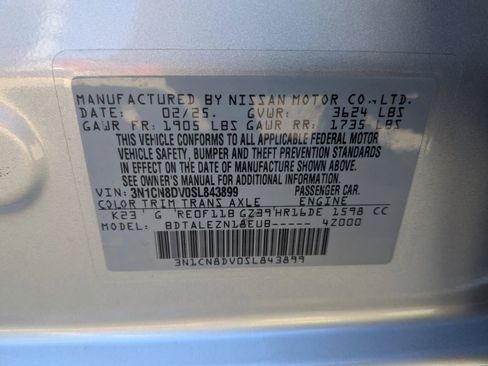 MANUFACTURED BY NISSAN MOTOR CO.,LTD.
DATE: 02/25. GVWR: 3624 LBS
GAWR FR: 1905 LBS GAWR RR: 1735 LBS
THIS VEHICLE CONFORMS TO ALL APPLICABLE FEDERAL MOTOR
VEHICLE SAFETY, BUMPER AND THEFT PREVENTION STANDARDS
IN EFFECT ON THE DATE OF MANUFACTURE SHOWN ABOVE.
SEE OWNER'S MANUAL FOR ADDITIONAL INFORMATION.
VIN: 3N1CN8DV0SL843899 PASSENGER CAR
COLOR TRIM TRANS AXLE ENGINE
K23 G RE0F11B GZ39 HR16DE 1598 CC
MODEL: BDTALEZN18EUB----- 4Z000
3N1CN8DV0SL843899